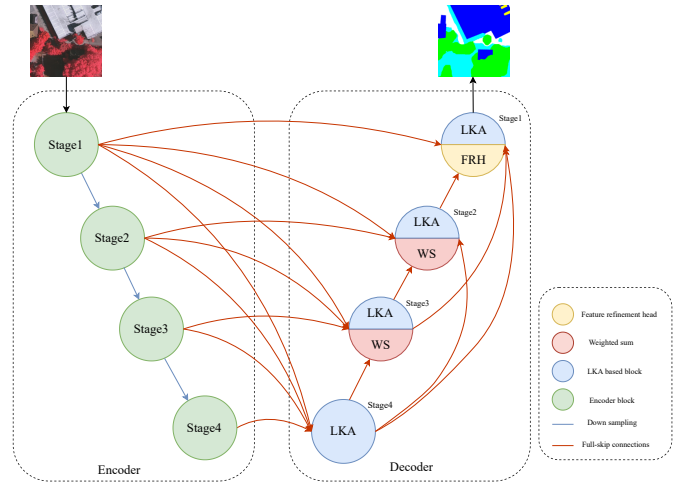 Stage1
LKA
Stage1
FRH
LKA
Stage2
Stage2
WS
LKA
Stage3
Stage3
WS
Stage4
Stage4
LKA
Encoder
Decoder
Feature refinement head
Weighted sum
LKA based block
Encoder block
Down sampling
Full-skip connections